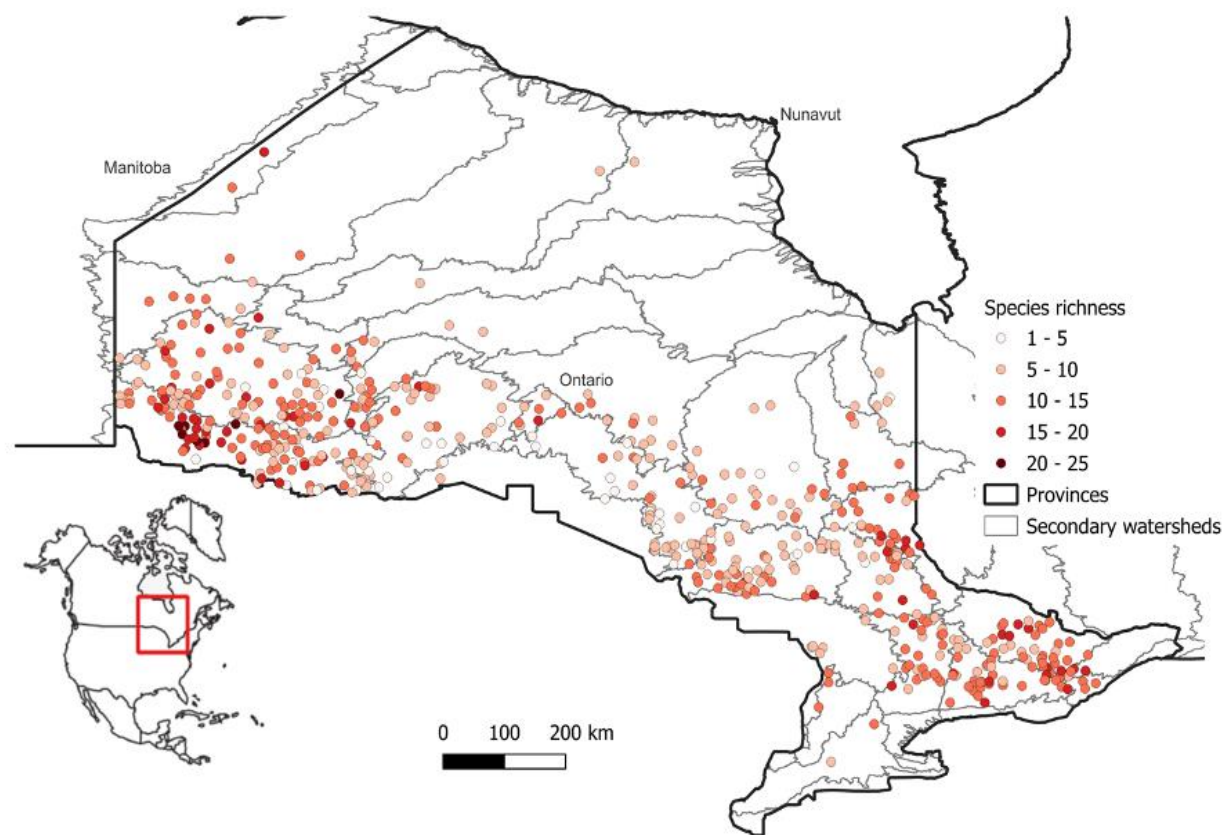 Nunavut
Manitoba
Species richness
1 - 5
5 - 10
10 - 15
15 - 20
20 - 25
Provinces
Secondary watersheds
Ontario
0 100 200 km